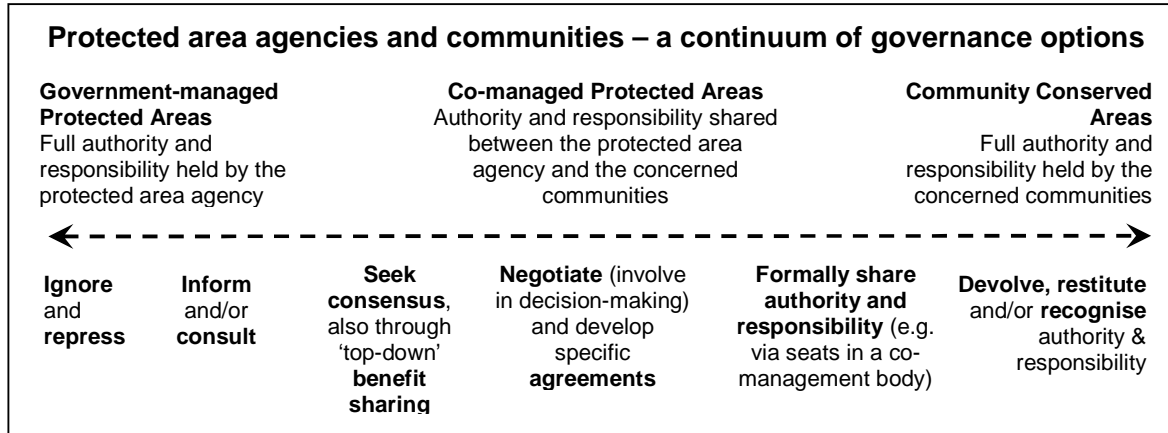 Protected area agencies and communities – a continuum of governance options
Government-managed
Protected Areas
Full authority and
responsibility held by the
protected area agency
Co-managed Protected Areas
Authority and responsibility shared
between the protected area
agency and the concerned
communities
Community Conserved
Areas
Full authority and
responsibility held by the
concerned communities
Ignore
and
repress
Inform
and/or
consult
Seek
consensus,
also through
‘top-down’
benefit
sharing
Negotiate (involve
in decision-making)
and develop
specific
agreements
Formally share
authority and
responsibility (e.g.
via seats in a co-
management body)
Devolve, restitute
and/or recognise
authority &
responsibility